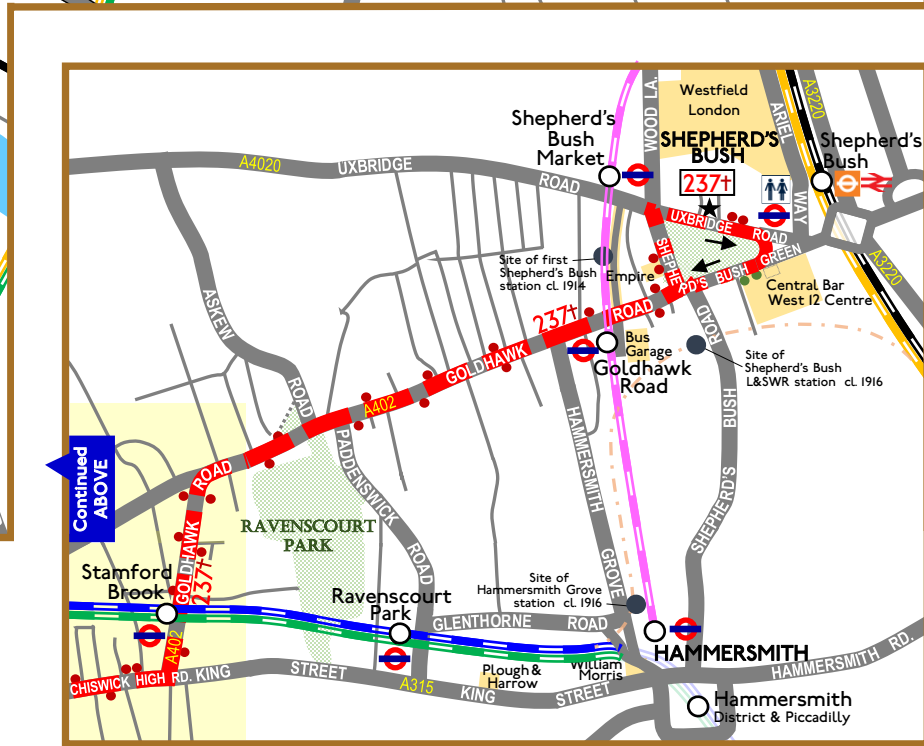 Westfield
London
WOOD LA.
ARIEL
WAY
A3220
Shepherd's
Bush
Market
SHEPHERD'S
BUSH
237†
Shepherd's
Bush
A4020
UXBRIDGE
ROAD
UXBRIDGE
ROAD
SHEPHE
RD'S BUSH GREEN
A3220
Site of first
Shepherd's Bush
station cl. 1914
Empire
Central Bar
West 12 Centre
ASKEW
ROAD
237†
GOLDHAWK
ROAD
A402
Bus
Garage
Goldhawk
Road
Site of
Shepherd's Bush
L&SWR station cl. 1916
ROAD
BUSH
SHEPHERD'S
HAMMERSMITH
GROVE
PADDENSWICK
ROAD
Continued
ABOVE
ROAD
GOLDHAWK
237†
RAVENSCOURT
PARK
Stamford
Brook
Ravenscourt
Park
Site of
Hammersmith Grove
station cl. 1916
GLENTHORNE
ROAD
HAMMERSMITH
A402
CHISWICK HIGH RD.
KING
STREET
A315
KING
STREET
Plough &
Harrow
William
Morris
HAMMERSMITH RD.
Hammersmith
District & Piccadilly